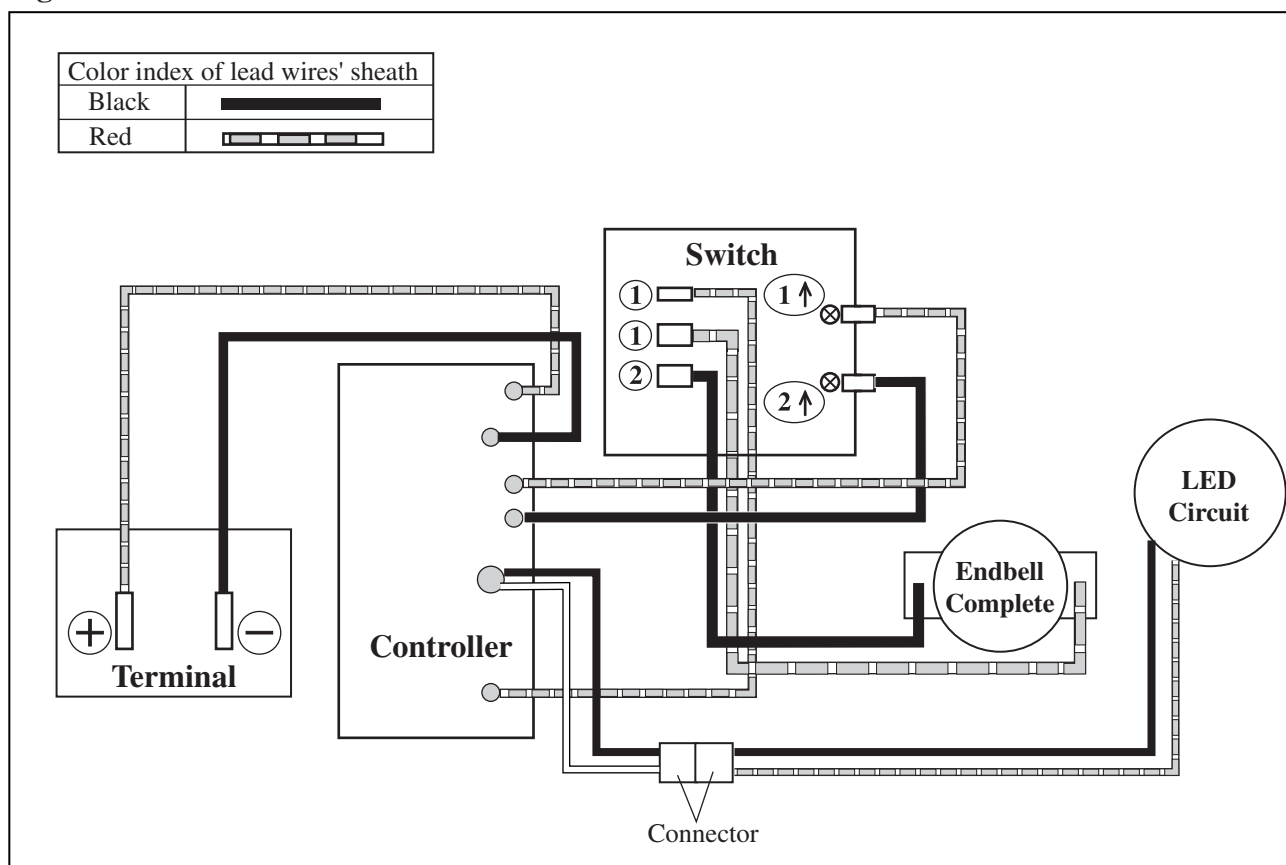 Color index of lead wires' sheath
Black
Red
Switch
1
1
2
1 ↑
2 ↑
LED
Circuit
Endbell
Complete
Controller
+
−
Terminal
Connector